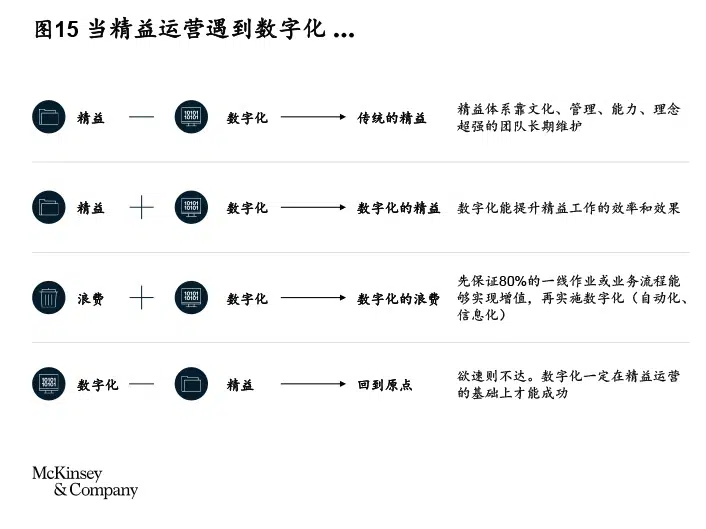 图15 当精益运营遇到数字化 ...
精益 — 数字化 传统的精益
精益体系靠文化、管理、能力、理念
超强的团队长期维护
精益 + 数字化 数字化的精益 数字化能提升精益工作的效率和效果
浪费 + 数字化 数字化的浪费
先保证80%的一线作业或业务流程能
够实现增值，再实施数字化（自动化、
信息化）
数字化 — 精益 回到原点
欲速则不达。数字化一定在精益运营
的基础上才能成功
McKinsey
& Company